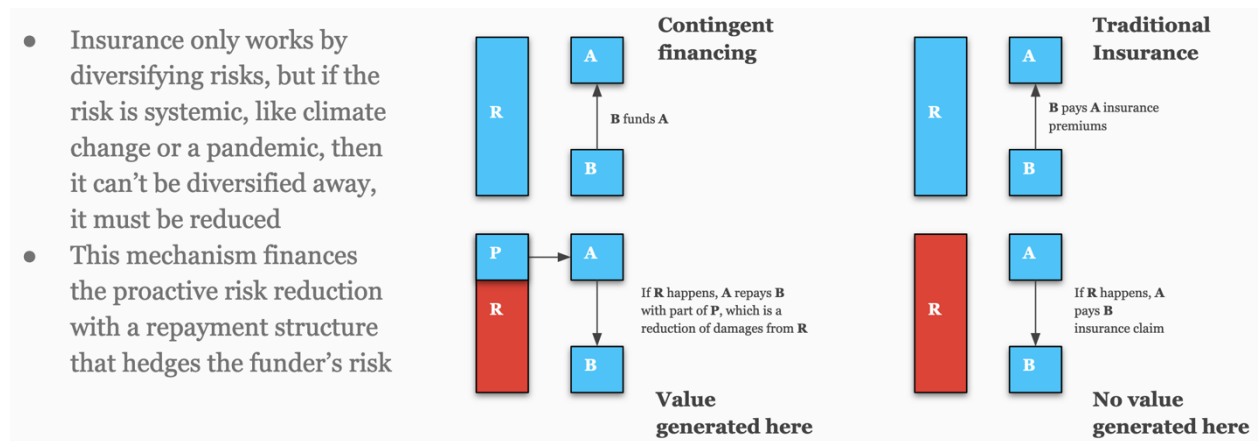 ● Insurance only works by
diversifying risks, but if the
risk is systemic, like climate
change or a pandemic, then
it can’t be diversified away,
it must be reduced
● This mechanism finances
the proactive risk reduction
with a repayment structure
that hedges the funder’s risk
Contingent
financing
R
A
B funds A
B
P
A
R
If R happens, A repays B
with part of P, which is a
reduction of damages from R
B
Value
generated here
Traditional
Insurance
R
A
B pays A insurance
premiums
B
A
R
If R happens, A
pays B
insurance claim
B
No value
generated here